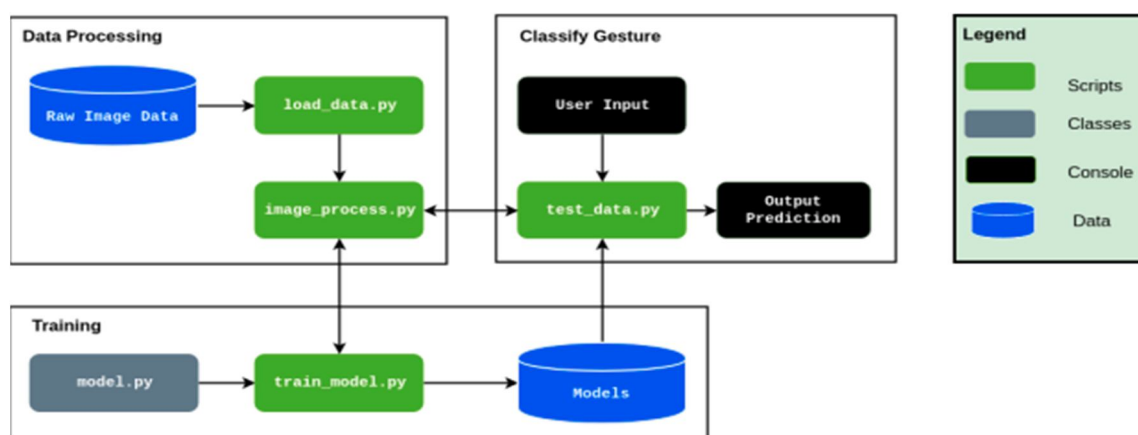 Data Processing
Raw Image Data
load_data.py
image_process.py
Classify Gesture
User Input
test_data.py
Output
Prediction
Legend
Scripts
Classes
Console
Data
Training
model.py
train_model.py
Models